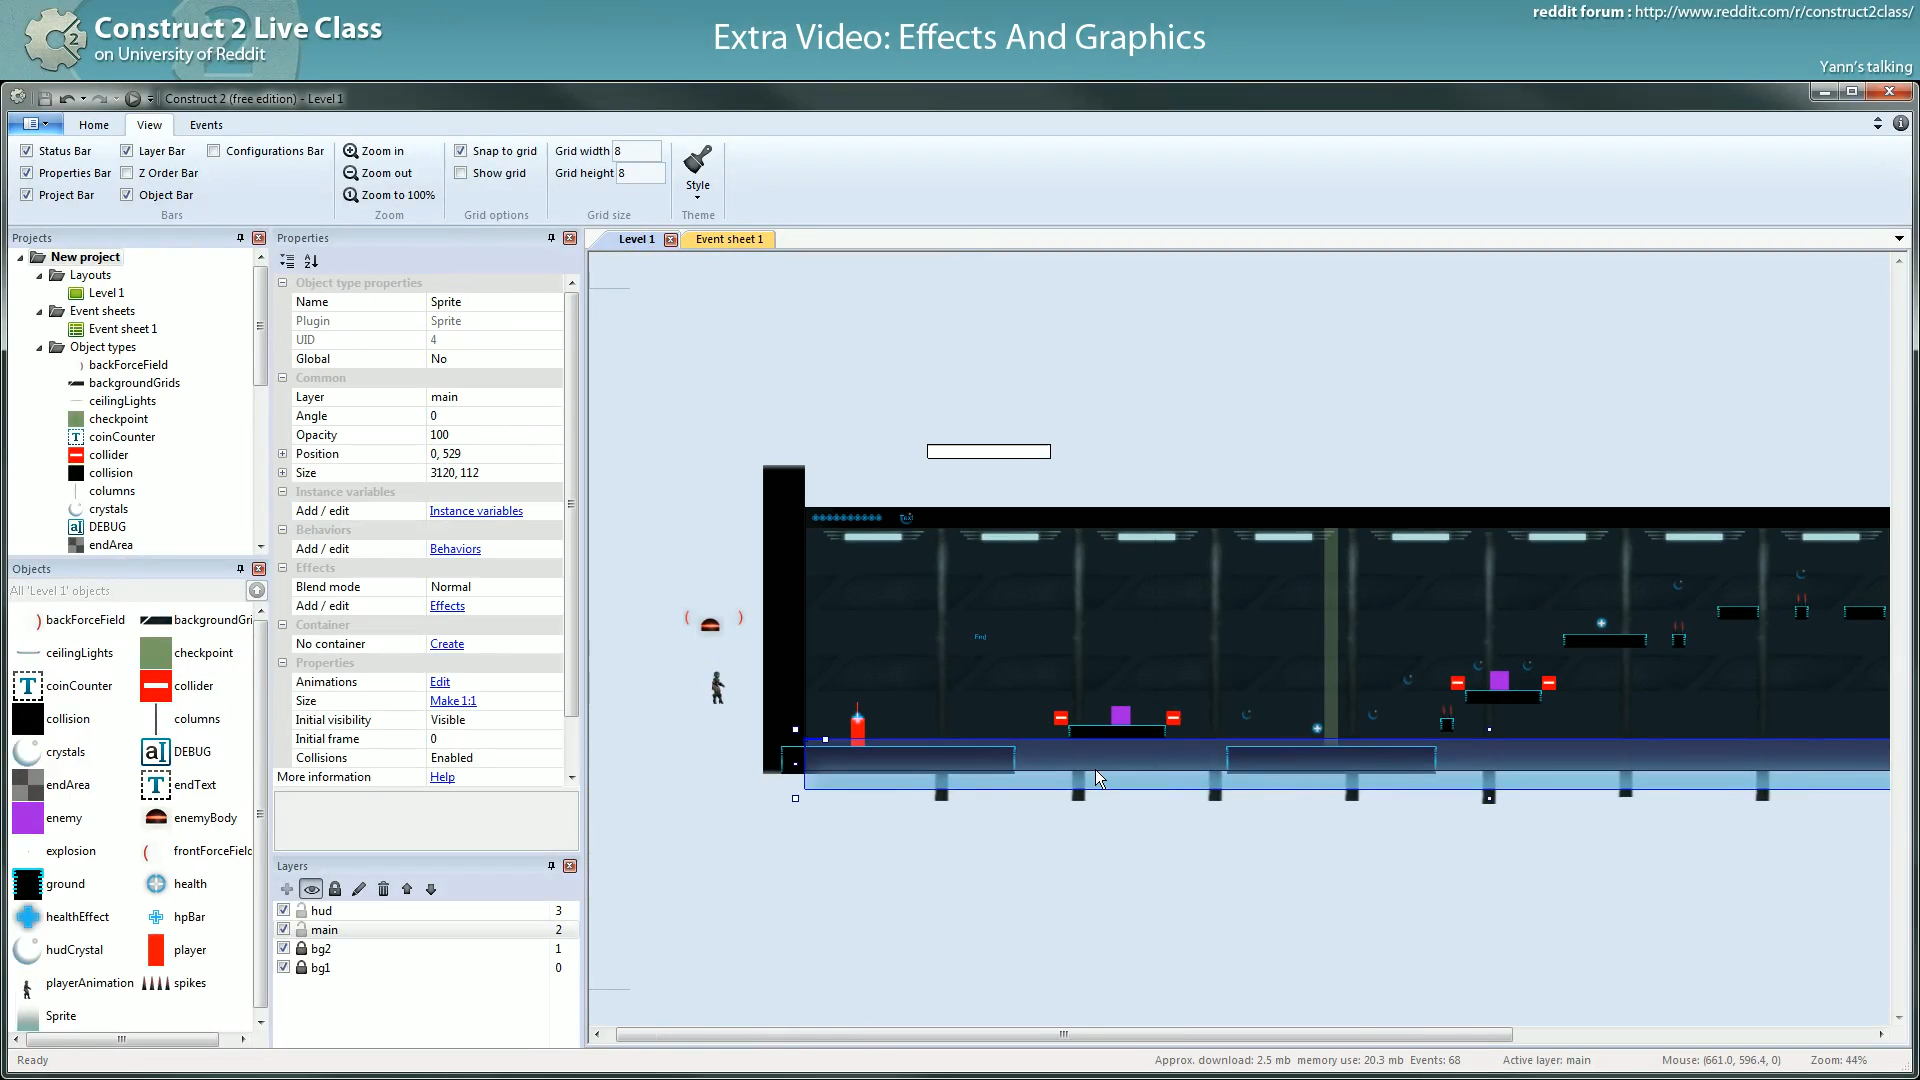 Construct 2 Live Class
on University of Reddit
Extra Video: Effects And Graphics
reddit forum : http://www.reddit.com/r/construct2class/
Yann's talking
Construct 2 (free edition) - Level 1
Home View Events
Status Bar Layer Bar Configurations Bar Zoom in Snap to grid Grid width 8
Properties Bar Z Order Bar Zoom out Show grid Grid height 8 Style
Project Bar Object Bar Zoom to 100%
Bars Zoom Grid options Grid size Theme
Projects
New project
Layouts
Level 1
Event sheets
Event sheet 1
Object types
backForceField
backgroundGrids
ceilingLights
checkpoint
T coinCounter
collider
collision
columns
crystals
aI DEBUG
endArea
Objects
All 'Level 1' objects
backForceField backgroundGri
ceilingLights checkpoint
T coinCounter collider
collision columns
crystals aI DEBUG
endArea T endText
enemy enemyBody
explosion frontForceField
ground health
healthEffect hpBar
hudCrystal player
playerAnimation spikes
Sprite
Properties
Object type properties
Name Sprite
Plugin Sprite
UID 4
Global No
Common
Layer main
Angle 0
Opacity 100
Position 0, 529
Size 3120, 112
Instance variables
Add / edit Instance variables
Behaviors
Add / edit Behaviors
Effects
Blend mode Normal
Add / edit Effects
Container
No container Create
Properties
Animations Edit
Size Make 1:1
Initial visibility Visible
Initial frame 0
Collisions Enabled
More information Help
Layers
hud 3
main 2
bg2 1
bg1 0
Level 1 Event sheet 1
Text
End
Ready
Approx. download: 2.5 mb memory use: 20.3 mb Events: 68 Active layer: main Mouse: (661.0, 596.4, 0) Zoom: 44%